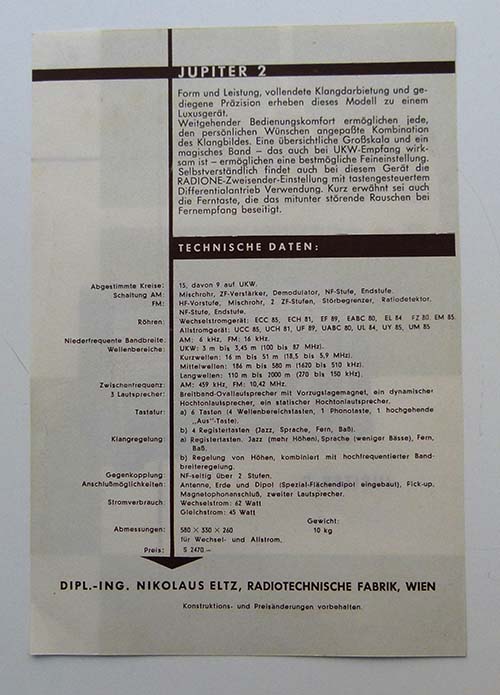 JUPITER 2
Form und Leistung, vollendete Klangdarbietung und ge-
diegene Präzision erheben dieses Modell zu einem
Luxusgerät.
Weitgehender Bedienungskomfort ermöglichen jede,
den persönlichen Wünschen angepaßte Kombination
des Klangbildes. Eine übersichtliche Großskala und ein
magisches Band – das auch bei UKW-Empfang wirk-
sam ist – ermöglichen eine bestmögliche Feineinstellung.
Selbstverständlich findet auch bei diesem Gerät die
RADIONE-Zweisender-Einstellung mit tastengesteuertem
Differentialantrieb Verwendung. Kurz erwähnt sei auch
die Ferntaste, die das mitunter störende Rauschen bei
Fernempfang beseitigt.
TECHNISCHE DATEN:
Abgestimmte Kreise: 15, davon 9 auf UKW.
Schaltung AM: Mischrohr, ZF-Verstärker, Demodulator, NF-Stufe, Endstufe.
FM: HF-Vorstufe, Mischrohr, 2 ZF-Stufen, Störbegrenzer, Ratiodetektor.
NF-Stufe, Endstufe.
Röhren: Wechselstromgerät: ECC 85, ECH 81, EF 89, EABC 80, EL 84 FZ 80. EM 85.
Allstromgerät: UCC 85, UCH 81, UF 89, UABC 80, UL 84, UY 85, UM 85
Niederfrequente Bandbreite: AM: 6 kHz, FM: 16 kHz.
Wellenbereiche: UKW: 3 m bis 3,45 m (100 bis 87 MHz).
Kurzwellen: 16 m bis 51 m (18,5 bis 5,9 MHz).
Mittelwellen: 186 m bis 580 m (1620 bis 510 kHz).
Langwellen: 110 m bis 2000 m (270 bis 150 kHz).
Zwischenfrequenz: AM: 459 kHz, FM: 10,42 MHz.
3 Lautsprecher: Breitband-Ovallautsprecher mit Vorzugslagemagnet, ein dynamischer
Hochtonlautsprecher, ein statischer Hochtonlautsprecher.
Tastatur: a) 6 Tasten (4 Wellenbereichstasten, 1 Phonotaste, 1 hochgehende
„Aus"-Taste).
b) 4 Registertasten (Jazz, Sprache, Fern, Baß).
Klangregelung: a) Registertasten. Jazz (mehr Höhen), Sprache (weniger Bässe), Fern,
Baß.
b) Regelung von Höhen, kombiniert mit hochfrequentierter Band-
breiteregelung.
Gegenkopplung: NF-seitig über 2 Stufen.
Anschlußmöglichkeiten: Antenne, Erde und Dipol (Spezial-Flächendipol eingebaut), Pick-up,
Magnetophonanschluß, zweiter Lautsprecher.
Stromverbrauch: Wechselstrom: 62 Watt
Gleichstrom: 45 Watt
Gewicht:
Abmessungen: 580 × 330 × 260 10 kg
für Wechsel- und Allstrom.
Preis: S 2470.—
DIPL.-ING. NIKOLAUS ELTZ, RADIOTECHNISCHE FABRIK, WIEN
Konstruktions- und Preisänderungen vorbehalten.